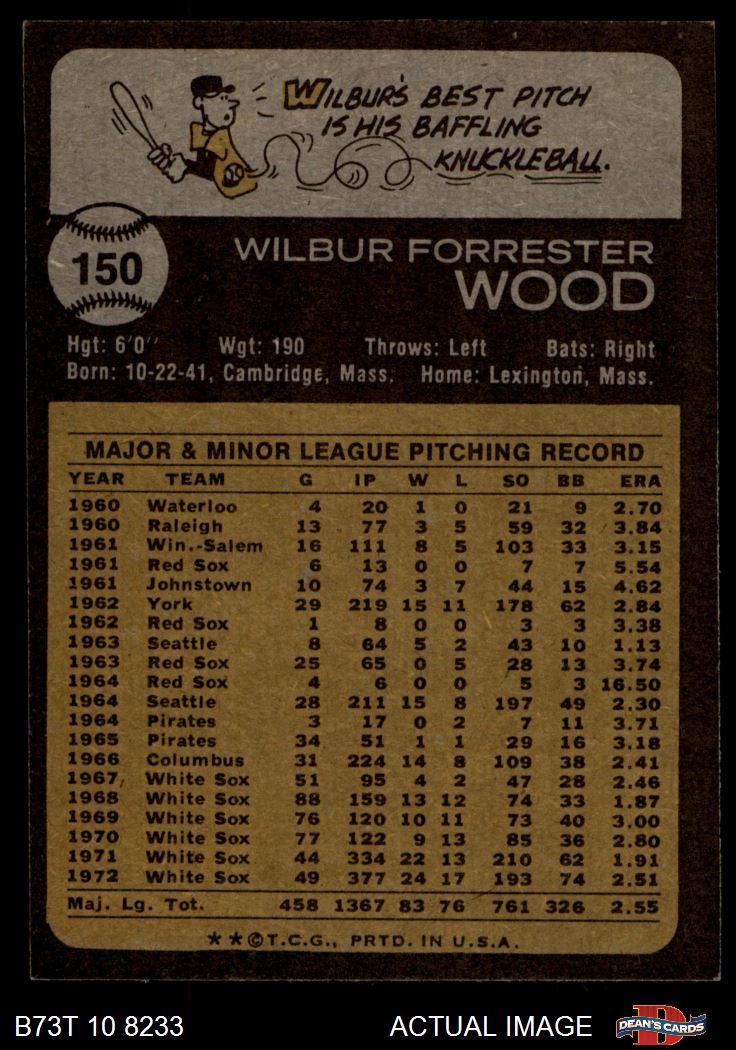 WILBUR'S BEST PITCH
IS HIS BAFFLING
KNUCKLEBALL.
150
WILBUR FORRESTER
WOOD
Hgt: 6'0" Wgt: 190 Throws: Left Bats: Right
Born: 10-22-41, Cambridge, Mass. Home: Lexington, Mass.
MAJOR & MINOR LEAGUE PITCHING RECORD
YEAR TEAM G IP W L SO BB ERA
1960 Waterloo 4 20 1 0 21 9 2.70
1960 Raleigh 13 77 3 5 59 32 3.84
1961 Win.-Salem 16 111 8 5 103 33 3.15
1961 Red Sox 6 13 0 0 7 7 5.54
1961 Johnstown 10 74 3 7 44 15 4.62
1962 York 29 219 15 11 178 62 2.84
1962 Red Sox 1 8 0 0 3 3 3.38
1963 Seattle 8 64 5 2 43 10 1.13
1963 Red Sox 25 65 0 5 28 13 3.74
1964 Red Sox 4 6 0 0 5 3 16.50
1964 Seattle 28 211 15 8 197 49 2.30
1964 Pirates 3 17 0 2 7 11 3.71
1965 Pirates 34 51 1 1 29 16 3.18
1966 Columbus 31 224 14 8 109 38 2.41
1967 White Sox 51 95 4 2 47 28 2.46
1968 White Sox 88 159 13 12 74 33 1.87
1969 White Sox 76 120 10 11 73 40 3.00
1970 White Sox 77 122 9 13 85 36 2.80
1971 White Sox 44 334 22 13 210 62 1.91
1972 White Sox 49 377 24 17 193 74 2.51
Maj. Lg. Tot. 458 1367 83 76 761 326 2.55
**©T.C.G., PRTD. IN U.S.A.
B73T 10 8233 ACTUAL IMAGE DEAN'S CARDS